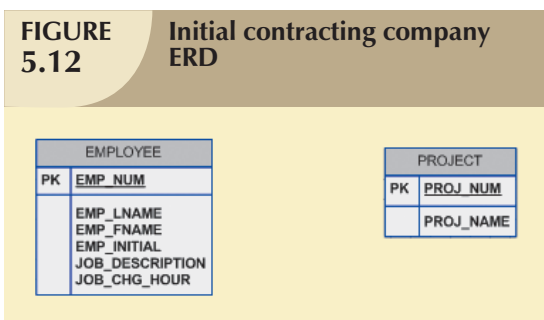 FIGURE
5.12
Initial contracting company
ERD
EMPLOYEE
PK EMP_NUM
EMP_LNAME
EMP_FNAME
EMP_INITIAL
JOB_DESCRIPTION
JOB_CHG_HOUR
PROJECT
PK PROJ_NUM
PROJ_NAME